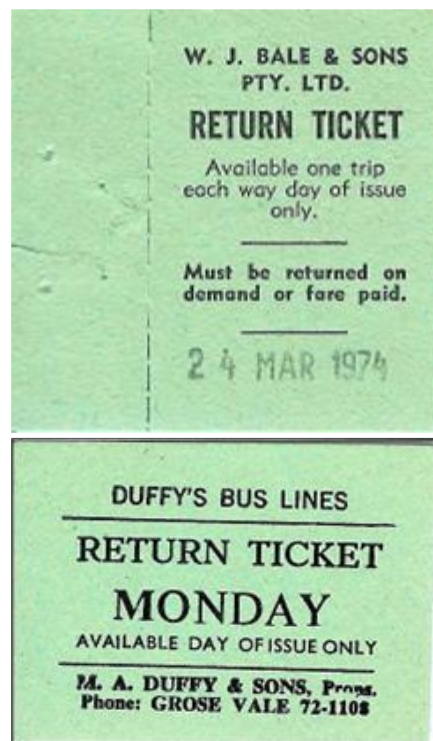 W. J. BALE & SONS
PTY. LTD.
RETURN TICKET
Available one trip
each way day of issue
only.
Must be returned on
demand or fare paid.
24 MAR 1974
DUFFY'S BUS LINES
RETURN TICKET
MONDAY
AVAILABLE DAY OF ISSUE ONLY
M. A. DUFFY & SONS, Props.
Phone: GROSE VALE 72-1108